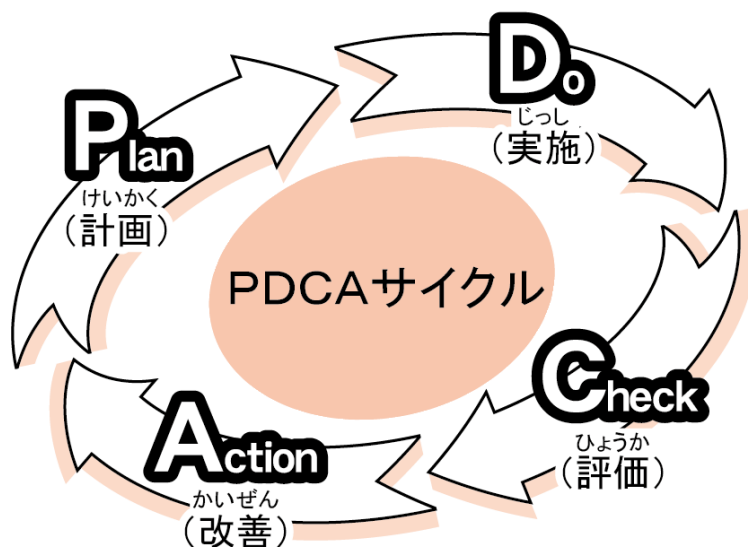 Plan
けいかく
（計画）
Do
じっし
（実施）
PDCAサイクル
Check
ひょうか
（評価）
Action
かいぜん
（改善）